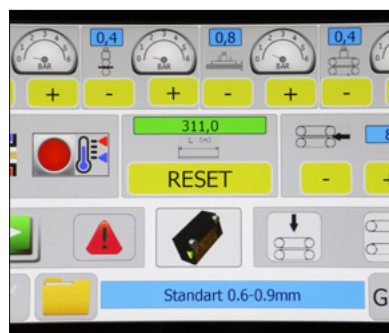 0,4 0,8 0,4
BAR BAR BAR
+ - + - + -
311,0
L (m)
RESET
- +
Standart 0.6-0.9mm
G